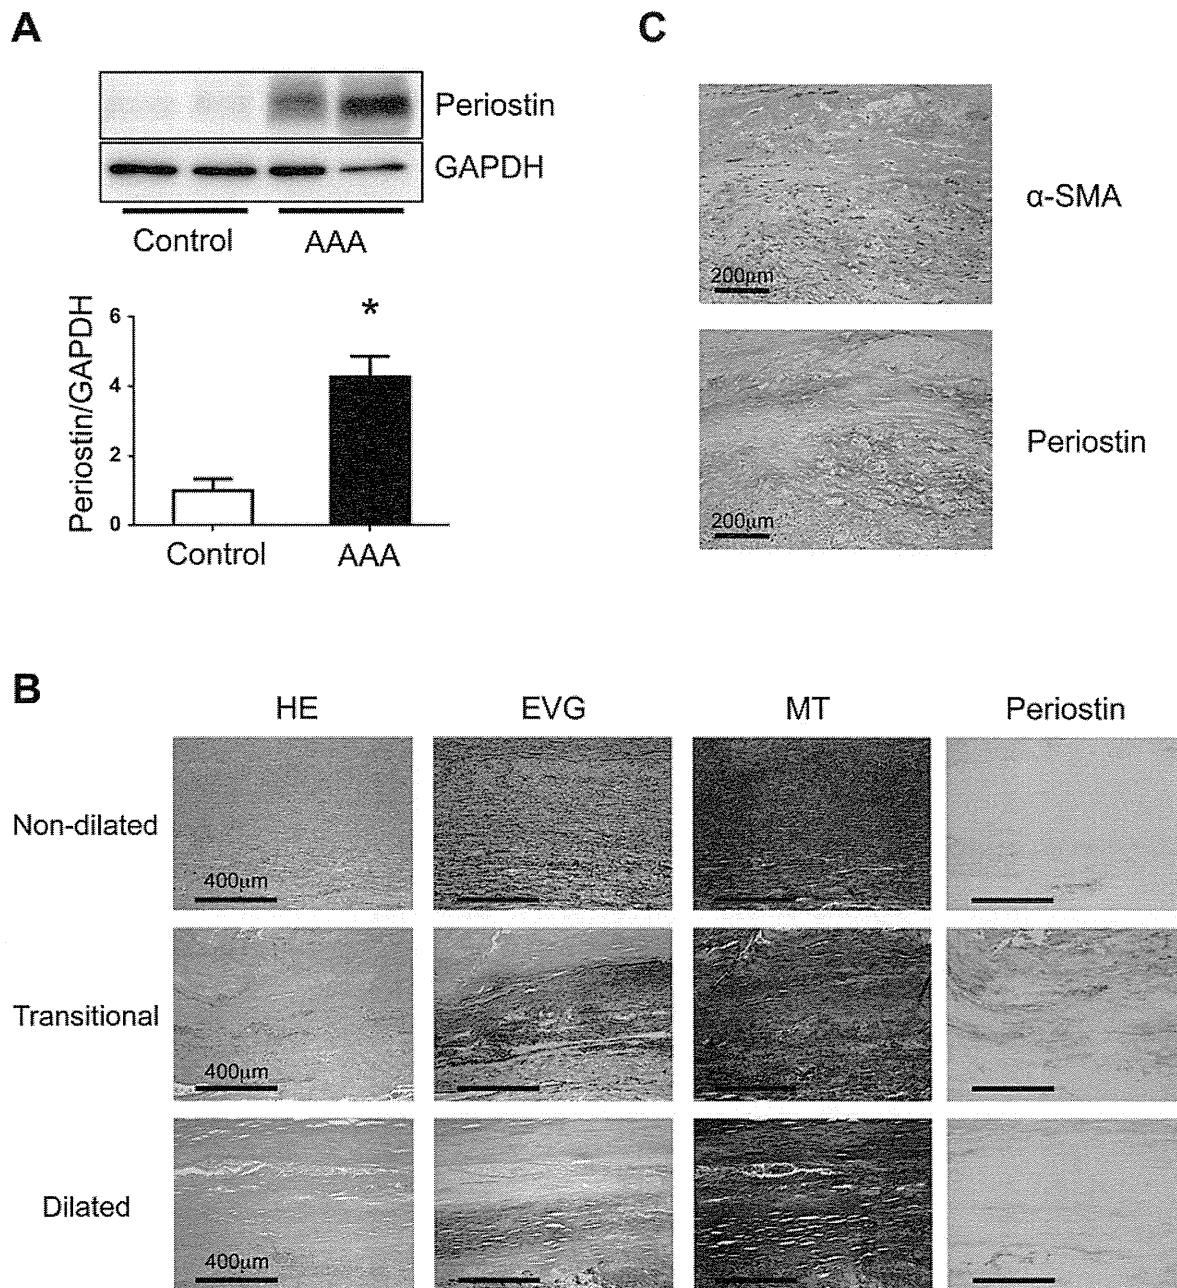 A
Periostin
GAPDH
Control AAA
Periostin/GAPDH
6
4
2
0
*
Control AAA
C
α-SMA
200μm
Periostin
200μm
B
HE EVG MT Periostin
Non-dilated
400μm
Transitional
400μm
Dilated
400μm